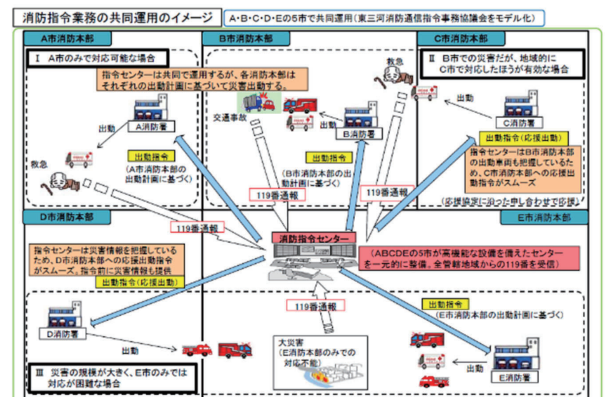 消防指令業務の共同運用のイメージ
A・B・C・D・Eの5市で共同運用(東三河消防通信指令事務協議会をモデル化)
A市消防本部
Ⅰ A市のみで対応可能な場合
指令センターは共同で運用するが、各消防本部は
それぞれの出動計画に基づいて災害出動する。
出動
A消防署
救急
出動指令
(A市消防本部の
出動計画に基づく)
119番通報
B市消防本部
交通事故
出動
B消防署
出動指令
(B市消防本部の
出動計画に基づく)
119番通報
救急
C市消防本部
Ⅱ B市での災害だが、地域的に
C市で対応したほうが有効な場合
出動
C消防署
出動指令(応援出動)
指令センターはB市消防本部
の出動車両も把握しているた
め、C市消防本部への応援出
動指令がスムーズ
(応援協定に沿った申し合わせで応援)
119番通報
D市消防本部
指令センターは災害情報を把握してい
るため、D市消防本部への応援出動指令
がスムーズ、指令前に災害情報も提供
出動指令(応援出動)
D消防署
出動
Ⅲ 災害の規模が大きく、E市のみでは
対応が困難な場合
消防指令センター
(ABCDEの5市が高機能な設備を備えたセンター
を一元的に整備。全管轄地域からの119番を受信)
119番通報
大災害
(E消防本部のみでの
対応不能)
E市消防本部
出動指令
(E市消防本部の出動計画に基づく)
出動
E消防署